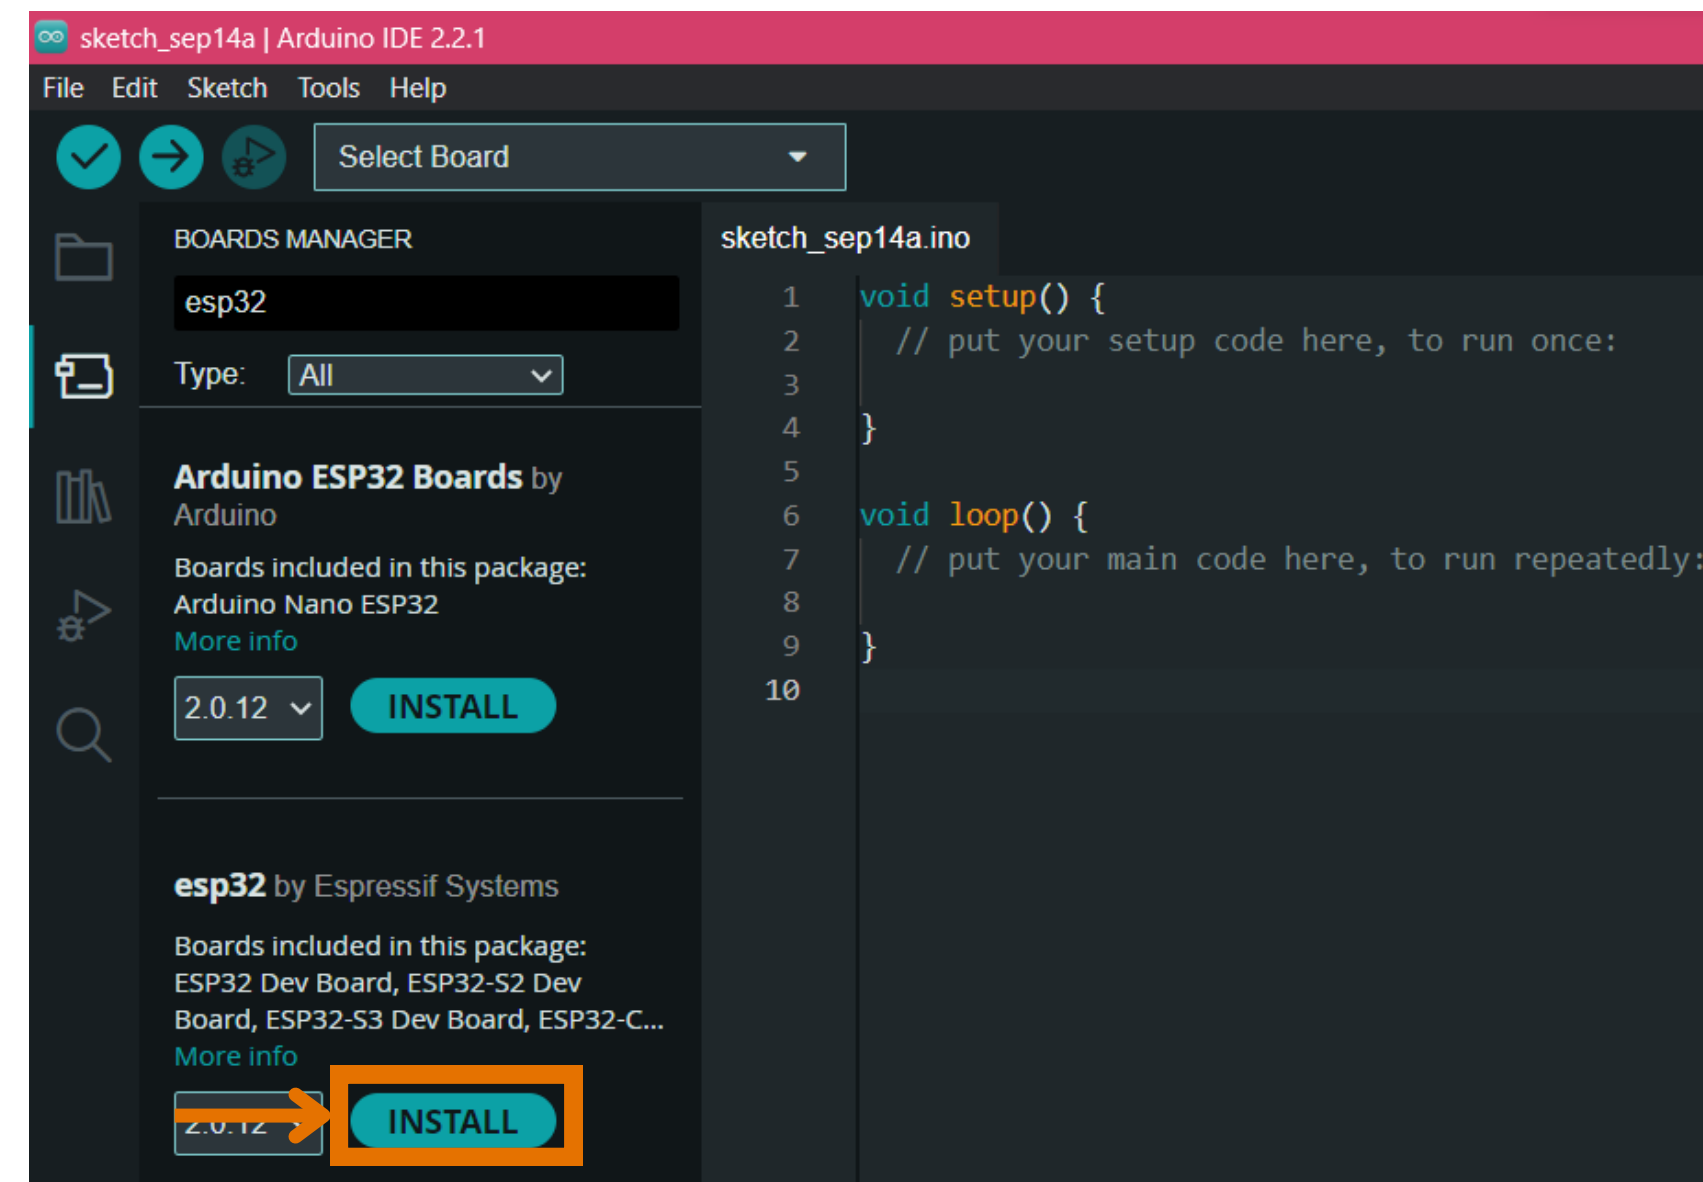 sketch_sep14a | Arduino IDE 2.2.1
File Edit Sketch Tools Help
Select Board
BOARDS MANAGER
esp32
Type: All
Arduino ESP32 Boards by
Arduino
Boards included in this package:
Arduino Nano ESP32
More info
2.0.12 INSTALL
esp32 by Espressif Systems
Boards included in this package:
ESP32 Dev Board, ESP32-S2 Dev
Board, ESP32-S3 Dev Board, ESP32-C...
More info
2.0.12 INSTALL
sketch_sep14a.ino
1 void setup() {
2 // put your setup code here, to run once:
3
4 }
5
6 void loop() {
7 // put your main code here, to run repeatedly:
8
9 }
10